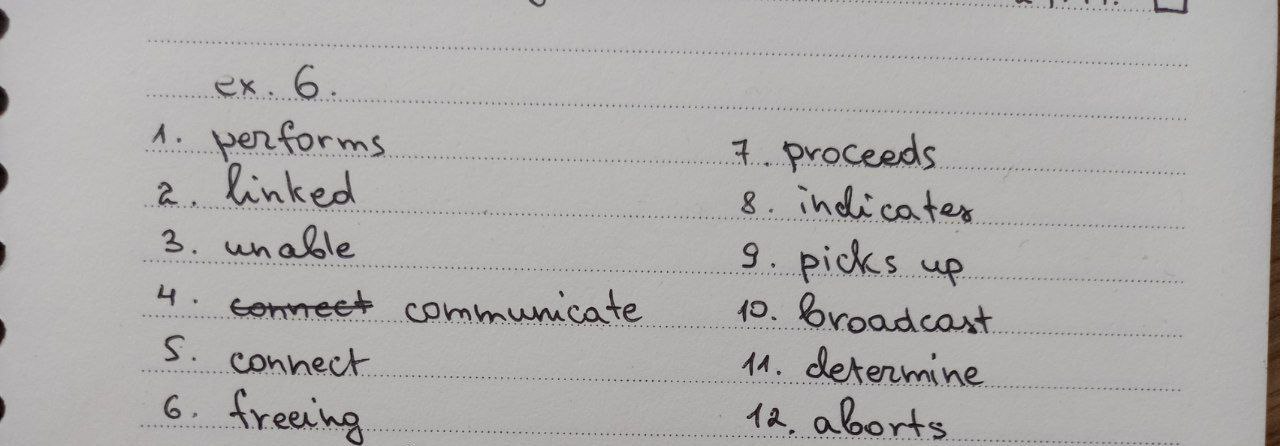 ex. 6.
1. performs
2. linked
3. unable
4. ~~connect~~ communicate
5. connect
6. freeing
7. proceeds
8. indicates
9. picks up
10. broadcast
11. determine
12. aborts